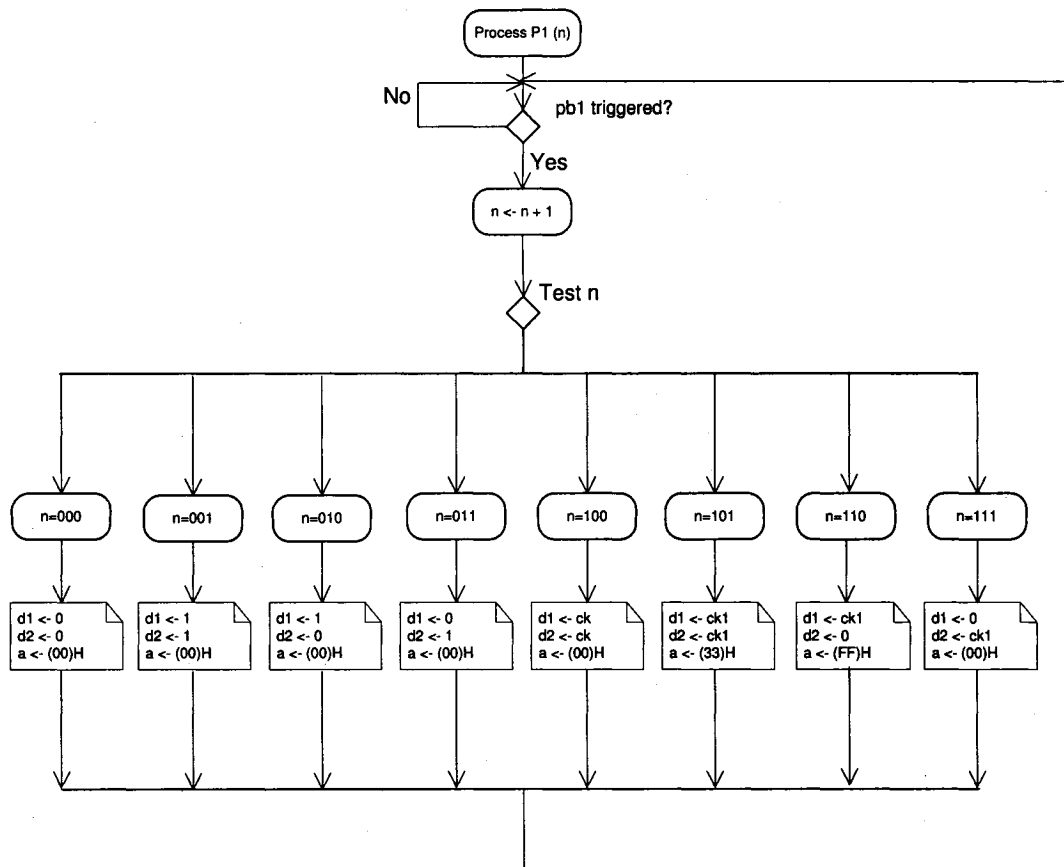 Process P1 (n)
No
pb1 triggered?
Yes
n <- n + 1
Test n
n=000
n=001
n=010
n=011
n=100
n=101
n=110
n=111
d1 <- 0
d2 <- 0
a <- (00)H
d1 <- 1
d2 <- 1
a <- (00)H
d1 <- 1
d2 <- 0
a <- (00)H
d1 <- 0
d2 <- 1
a <- (00)H
d1 <- ck
d2 <- ck
a <- (00)H
d1 <- ck1
d2 <- ck1
a <- (33)H
d1 <- ck1
d2 <- 0
a <- (FF)H
d1 <- 0
d2 <- ck1
a <- (00)H